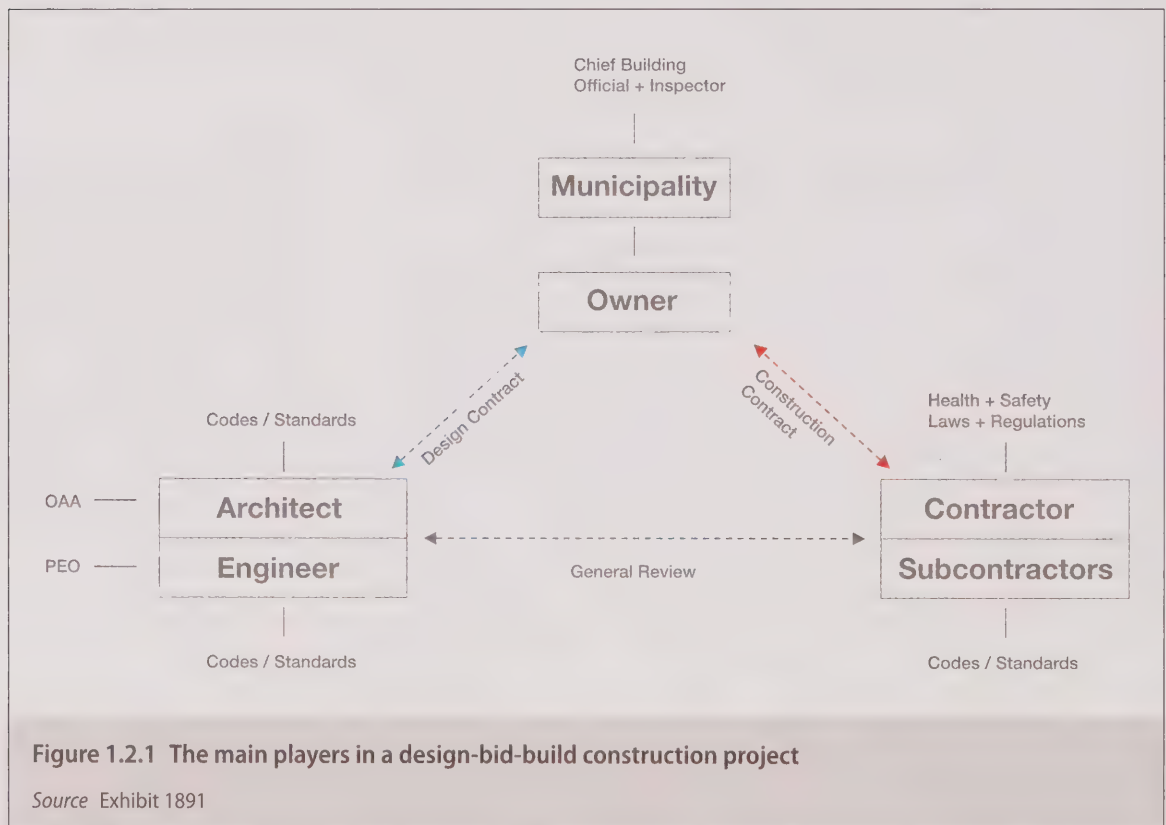 Chief Building
Official + Inspector
Municipality
Owner
Design Contract
Construction
Contract
Codes / Standards
Health + Safety
Laws + Regulations
OAA
Architect
Contractor
PEO
Engineer
General Review
Subcontractors
Codes / Standards
Codes / Standards
Figure 1.2.1 The main players in a design-bid-build construction project
Source Exhibit 1891